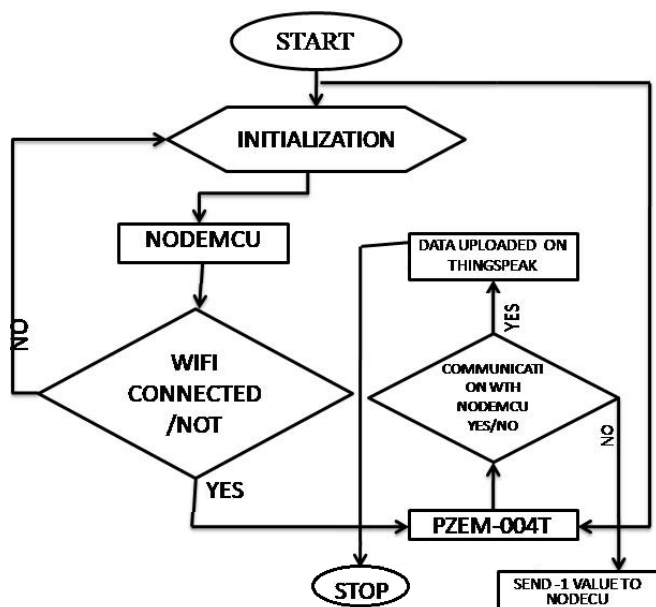 START
INITIALIZATION
NODEMCU
DATA UPLOADED ON
THINGSPEAK
NO
WIFI
CONNECTED
/NOT
YES
COMMUNICATI
ON WTH
NODEMCU
YES/NO
NO
YES
PZEM-004T
STOP
SEND -1 VALUE TO
NODECU